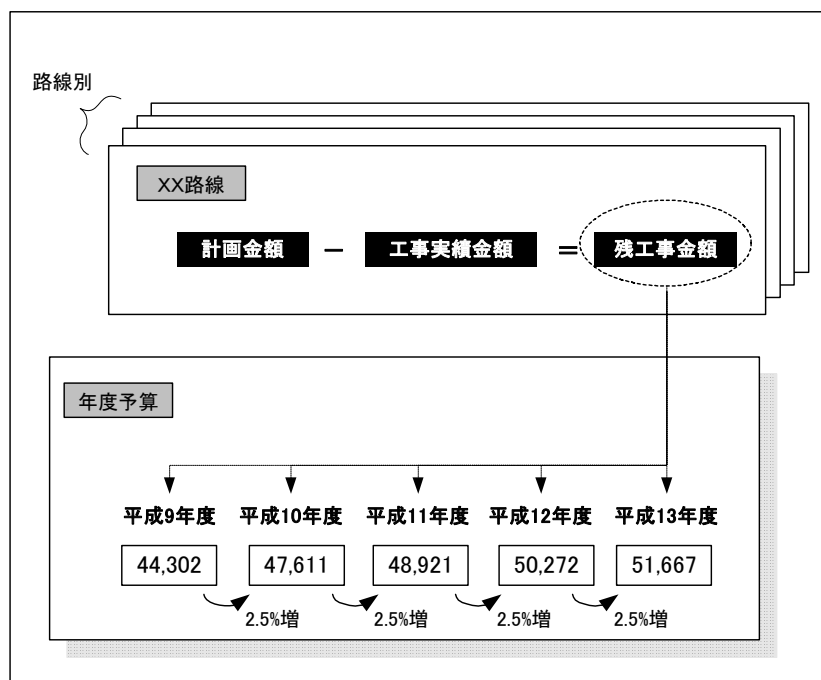 路線別
XX路線
計画金額 － 工事実績金額 ＝ 残工事金額
年度予算
平成9年度 平成10年度 平成11年度 平成12年度 平成13年度
44,302 47,611 48,921 50,272 51,667
2.5%増 2.5%増 2.5%増 2.5%増